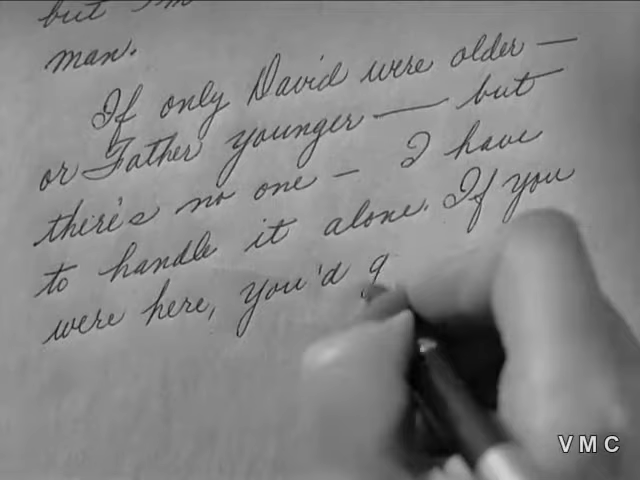 but I'm
man.
If only David were older —
or Father younger — but
there's no one — I have
to handle it alone. If you
were here, you'd g
VMC